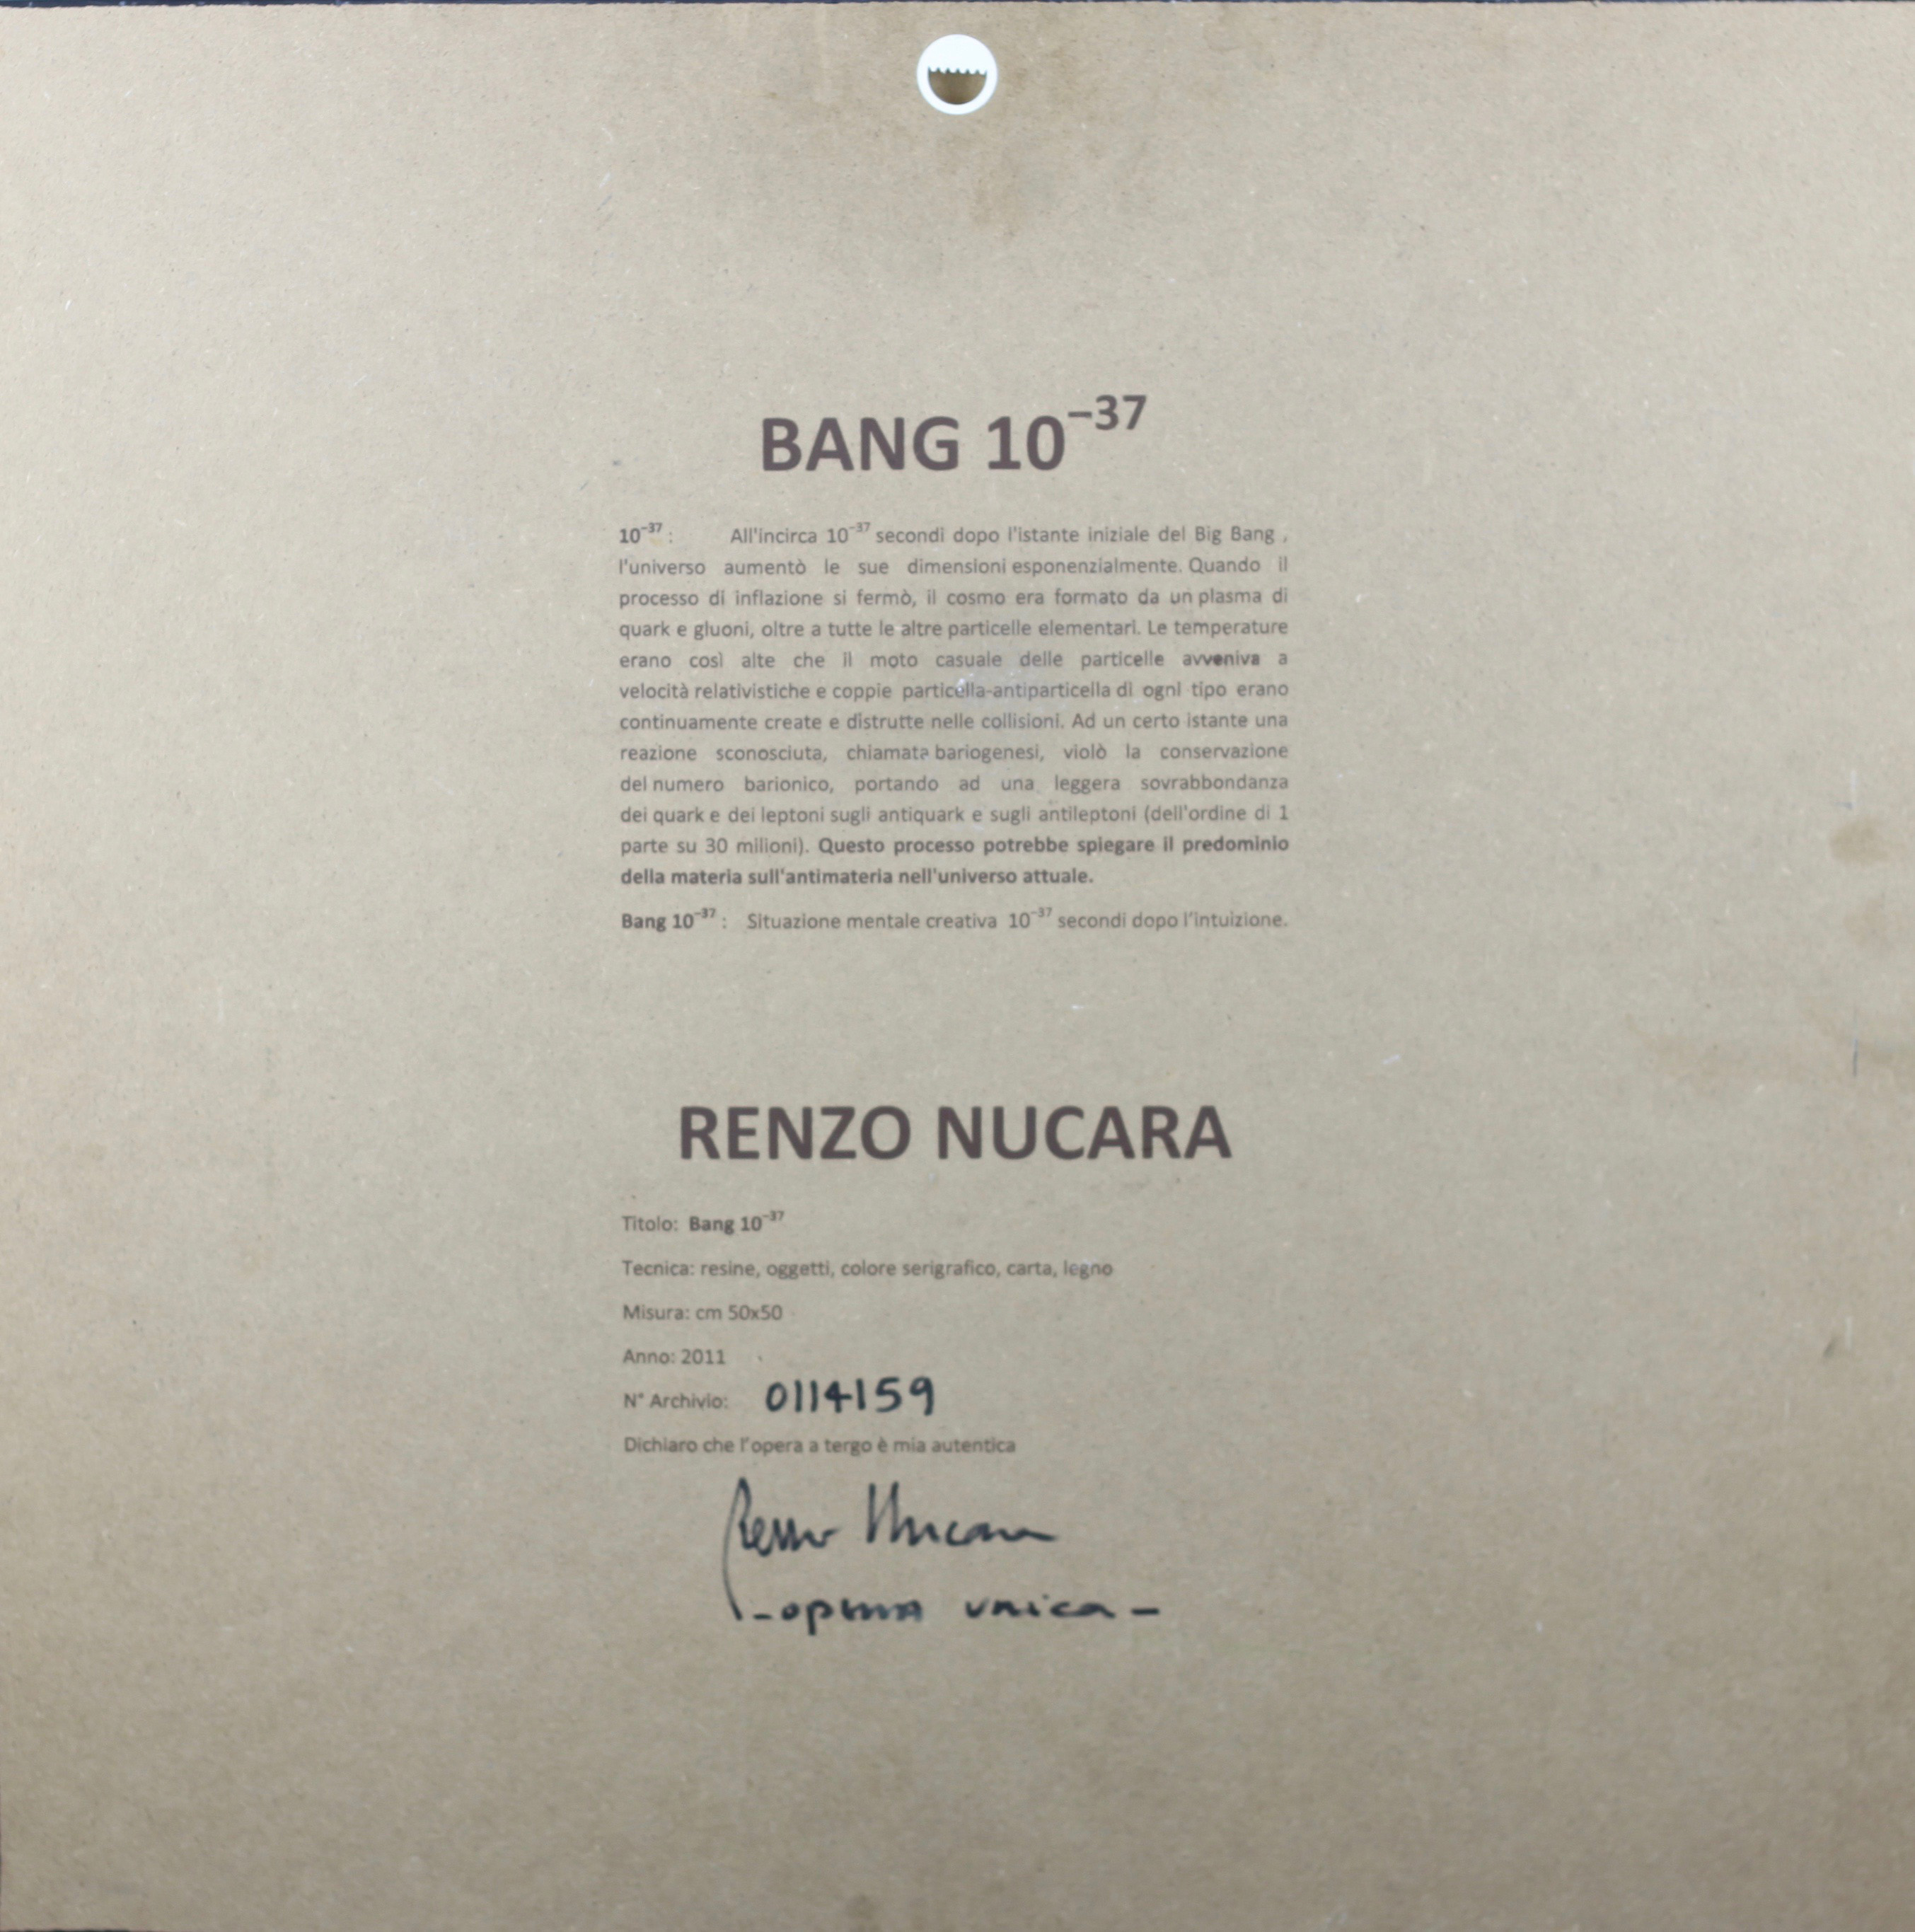 BANG 10⁻³⁷
10⁻³⁷ : All'incirca 10⁻³⁷ secondi dopo l'istante iniziale del Big Bang ,
l'universo aumentò le sue dimensioni esponenzialmente. Quando il
processo di inflazione si fermò, il cosmo era formato da un plasma di
quark e gluoni, oltre a tutte le altre particelle elementari. Le temperature
erano così alte che il moto casuale delle particelle avveniva a
velocità relativistiche e coppie particella-antiparticella di ogni tipo erano
continuamente create e distrutte nelle collisioni. Ad un certo istante una
reazione sconosciuta, chiamata bariogenesi, violò la conservazione
del numero barionico, portando ad una leggera sovrabbondanza
dei quark e dei leptoni sugli antiquark e sugli antileptoni (dell'ordine di 1
parte su 30 milioni). Questo processo potrebbe spiegare il predominio
della materia sull'antimateria nell'universo attuale.
Bang 10⁻³⁷ : Situazione mentale creativa 10⁻³⁷ secondi dopo l'intuizione.
RENZO NUCARA
Titolo: Bang 10⁻³⁷
Tecnica: resine, oggetti, colore serigrafico, carta, legno
Misura: cm 50x50
Anno: 2011
N° Archivio: 0114159
Dichiaro che l'opera a tergo è mia autentica
Renzo Nucara
-opera unica-